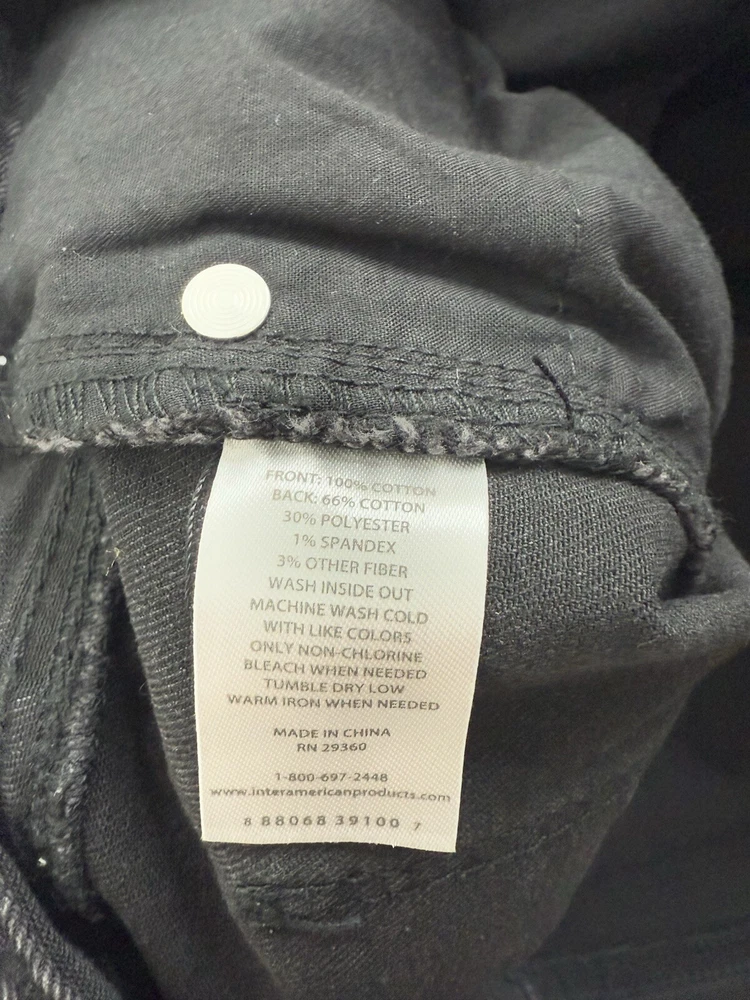 FRONT: 100% COTTON
BACK: 66% COTTON
30% POLYESTER
1% SPANDEX
3% OTHER FIBER
WASH INSIDE OUT
MACHINE WASH COLD
WITH LIKE COLORS
ONLY NON-CHLORINE
BLEACH WHEN NEEDED
TUMBLE DRY LOW
WARM IRON WHEN NEEDED
MADE IN CHINA
RN 29360
1-800-697-2448
www.interamericanproducts.com
8 88068 39100 7